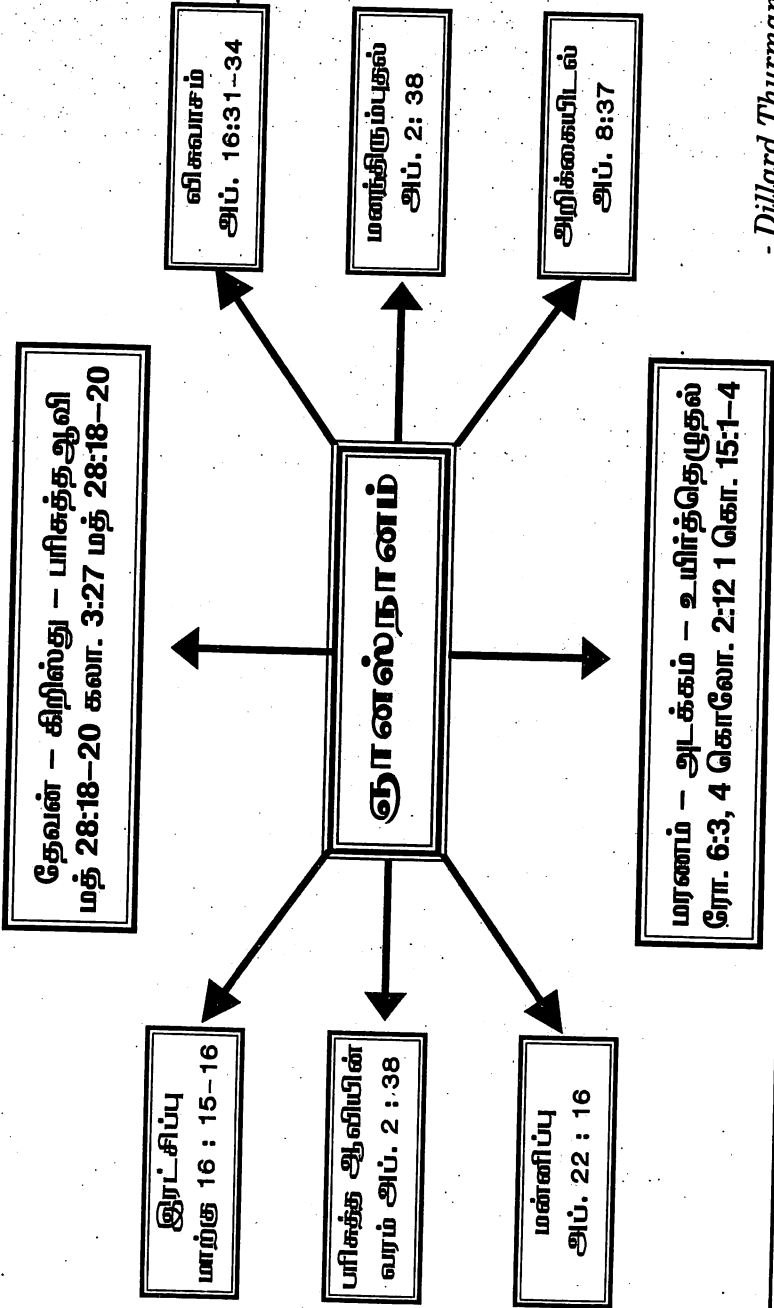 தேவன் – கிறிஸ்து – பரிசுத்தஆவி
மத் 28:18–20 கலா. 3:27 மத் 28:18–20
இரட்சிப்பு
மாற்கு 16 : 15-16
விசுவாசம்
அப். 16:31-34
பரிசுத்த ஆவியின்
வரம் அப். 2 : 38
ஞானஸ்நானம்
மனந்திரும்புதல்
அப். 2: 38
மன்னிப்பு
அப். 22 : 16
அறிக்கையிடல்
அப். 8:37
மரணம் – அடக்கம் – உயிர்த்தெழுதல்
ரோ. 6:3, 4 கொலோ. 2:12 1 கொ. 15:1–4
- Dillard Thurman